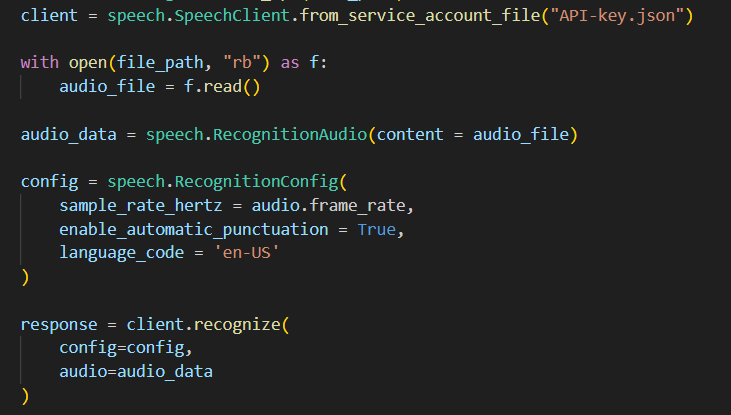 client = speech.SpeechClient.from_service_account_file("API-key.json")
with open(file_path, "rb") as f:
    audio_file = f.read()
audio_data = speech.RecognitionAudio(content = audio_file)
config = speech.RecognitionConfig(
    sample_rate_hertz = audio.frame_rate,
    enable_automatic_punctuation = True,
    language_code = 'en-US'
)
response = client.recognize(
    config=config,
    audio=audio_data
)